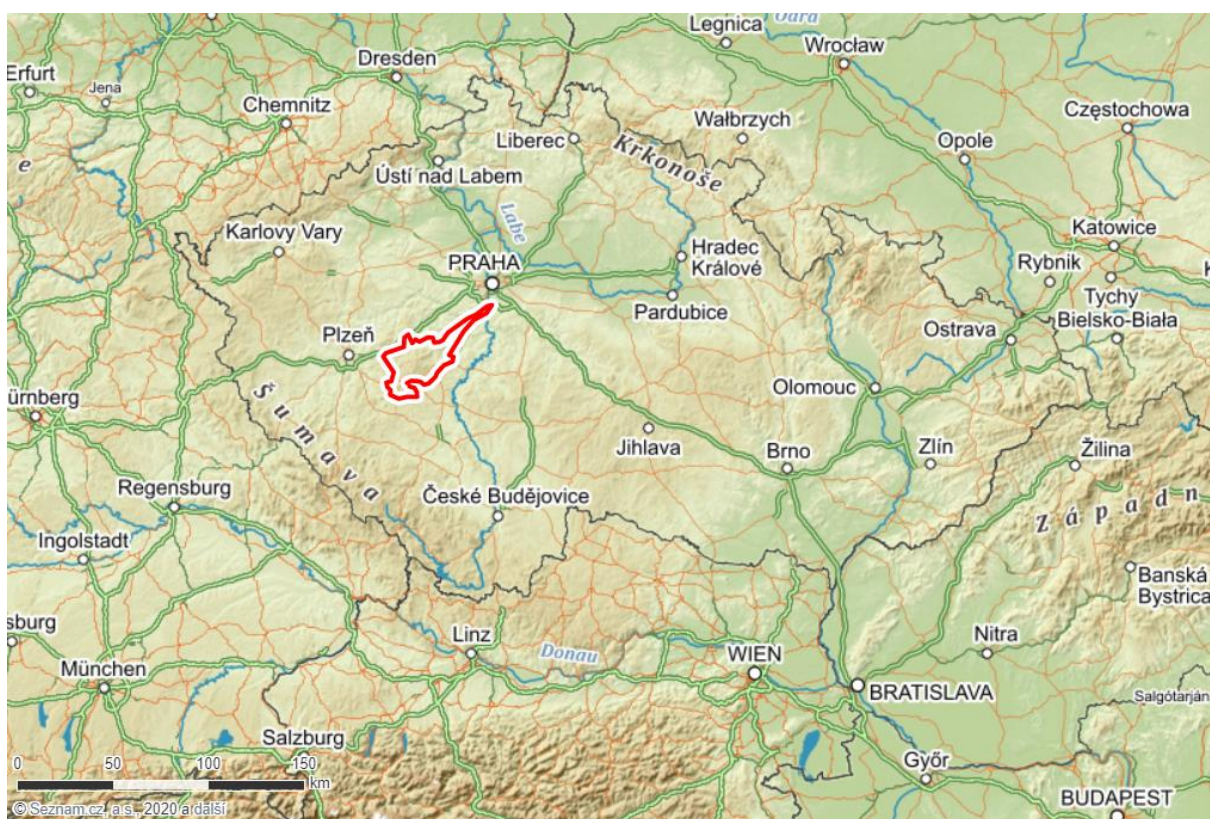 Legnica
Odra
Wrocław
Dresden
Erfurt
Jena
Chemnitz
Częstochowa
Wałbrzych
Opole
Liberec
Krkonoše
Ústí nad Labem
Labe
Karlovy Vary
Katowice
Hradec
Králové
PRAHA
Rybnik
Tychy
Pardubice
Bielsko-Biała
Plzeň
Ostrava
Olomouc
ürnberg
Šumava
Jihlava
Brno
Zlín
Žilina
Regensburg
České Budějovice
Západn
Ingolstadt
Banská
Bystrica
sburg
Linz
Donau
Nitra
WIEN
München
BRATISLAVA
Salgótarján
Salzburg
0 50 100 150
km
Győr
© Seznam.cz, a.s., 2020 a další
BUDAPEST